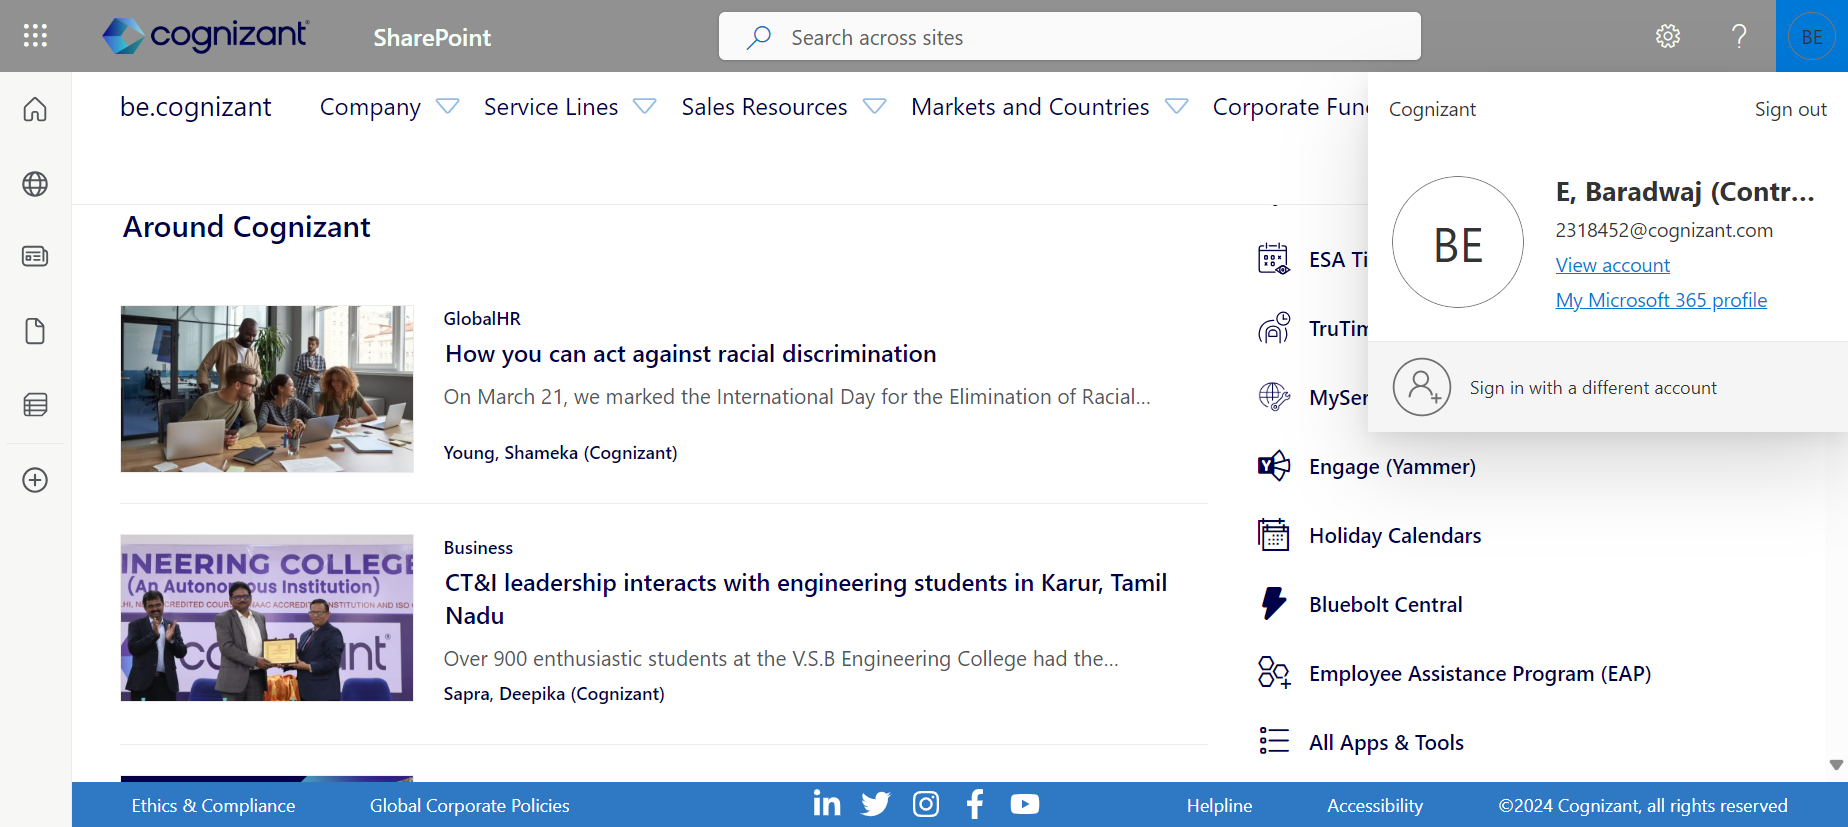 cognizant
SharePoint
Search across sites
BE
be.cognizant
Company
Service Lines
Sales Resources
Markets and Countries
Corporate Fun
Cognizant
Sign out
BE
E, Baradwaj (Contr...
2318452@cognizant.com
View account
My Microsoft 365 profile
Sign in with a different account
Around Cognizant
GlobalHR
How you can act against racial discrimination
On March 21, we marked the International Day for the Elimination of Racial...
Young, Shameka (Cognizant)
INEERING COLLEGE
(An Autonomous Institution)
Business
CT&I leadership interacts with engineering students in Karur, Tamil
Nadu
Over 900 enthusiastic students at the V.S.B Engineering College had the...
Sapra, Deepika (Cognizant)
ESA Ti
TruTim
MySer
Engage (Yammer)
Holiday Calendars
Bluebolt Central
Employee Assistance Program (EAP)
All Apps & Tools
Ethics & Compliance
Global Corporate Policies
Helpline
Accessibility
©2024 Cognizant, all rights reserved